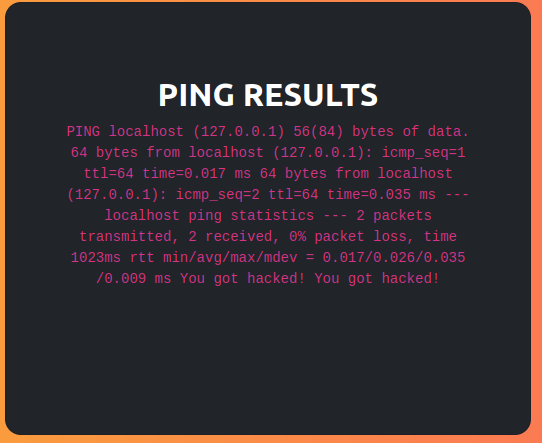 PING RESULTS
PING localhost (127.0.0.1) 56(84) bytes of data.
64 bytes from localhost (127.0.0.1): icmp_seq=1
ttl=64 time=0.017 ms 64 bytes from localhost
(127.0.0.1): icmp_seq=2 ttl=64 time=0.035 ms ---
localhost ping statistics --- 2 packets
transmitted, 2 received, 0% packet loss, time
1023ms rtt min/avg/max/mdev = 0.017/0.026/0.035
/0.009 ms You got hacked! You got hacked!